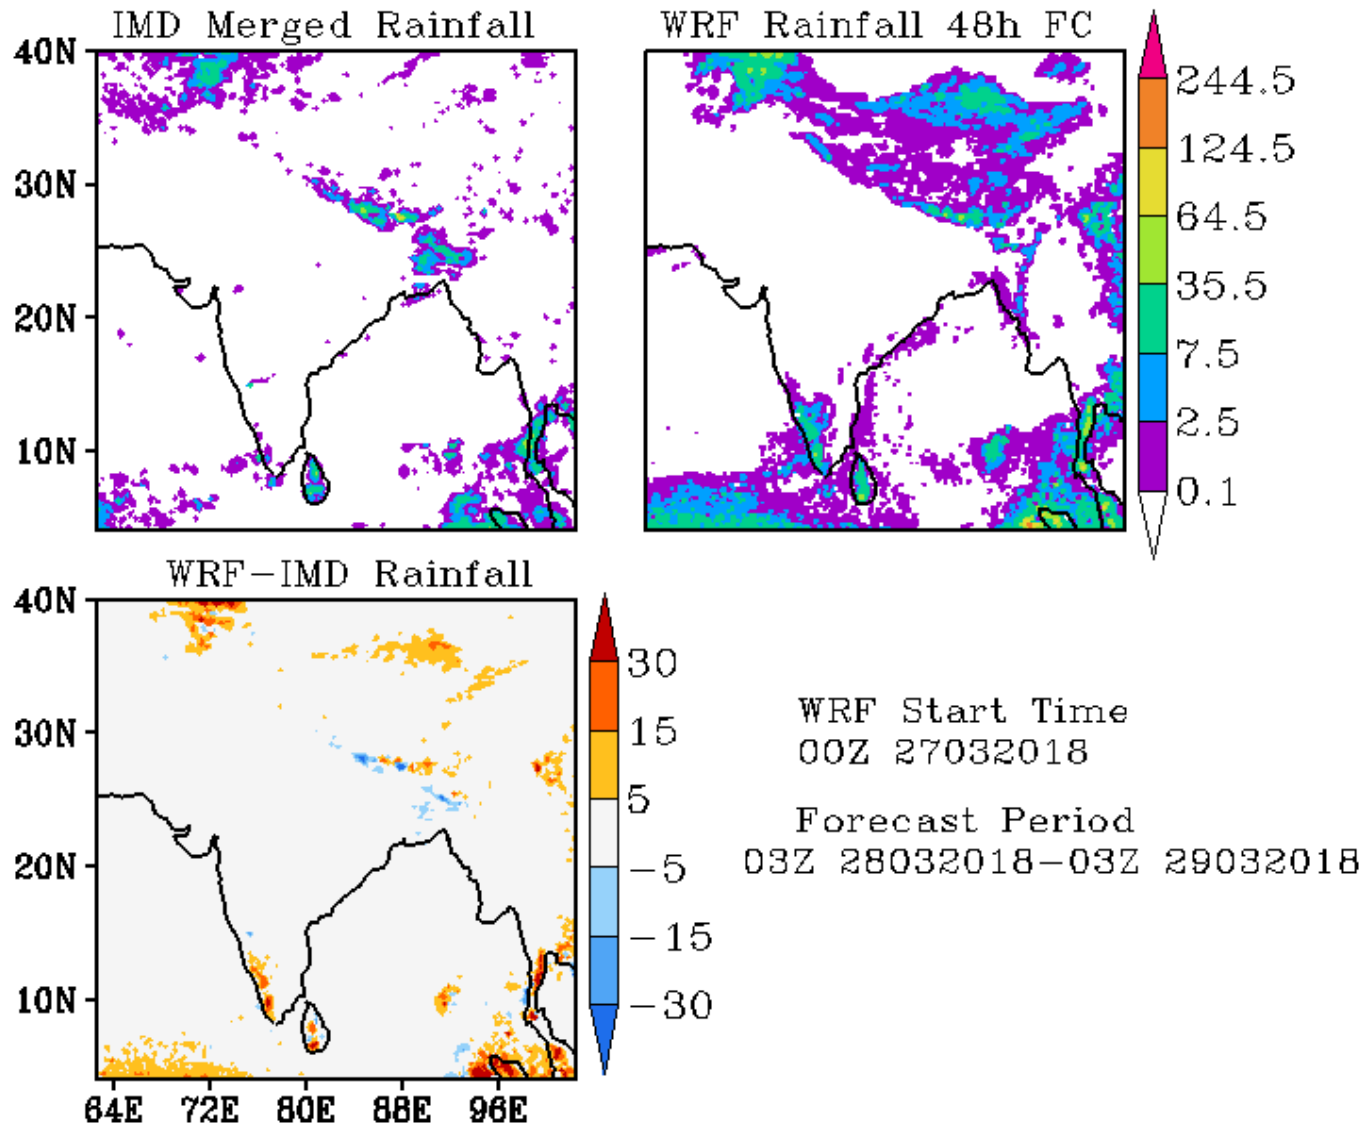 IMD Merged Rainfall
WRF Rainfall 48h FC
40N
30N
20N
10N
244.5
124.5
64.5
35.5
7.5
2.5
0.1
WRF-IMD Rainfall
40N
30N
20N
10N
64E 72E 80E 88E 96E
30
15
5
-5
-15
-30
WRF Start Time
00Z 27032018
Forecast Period
03Z 28032018-03Z 29032018